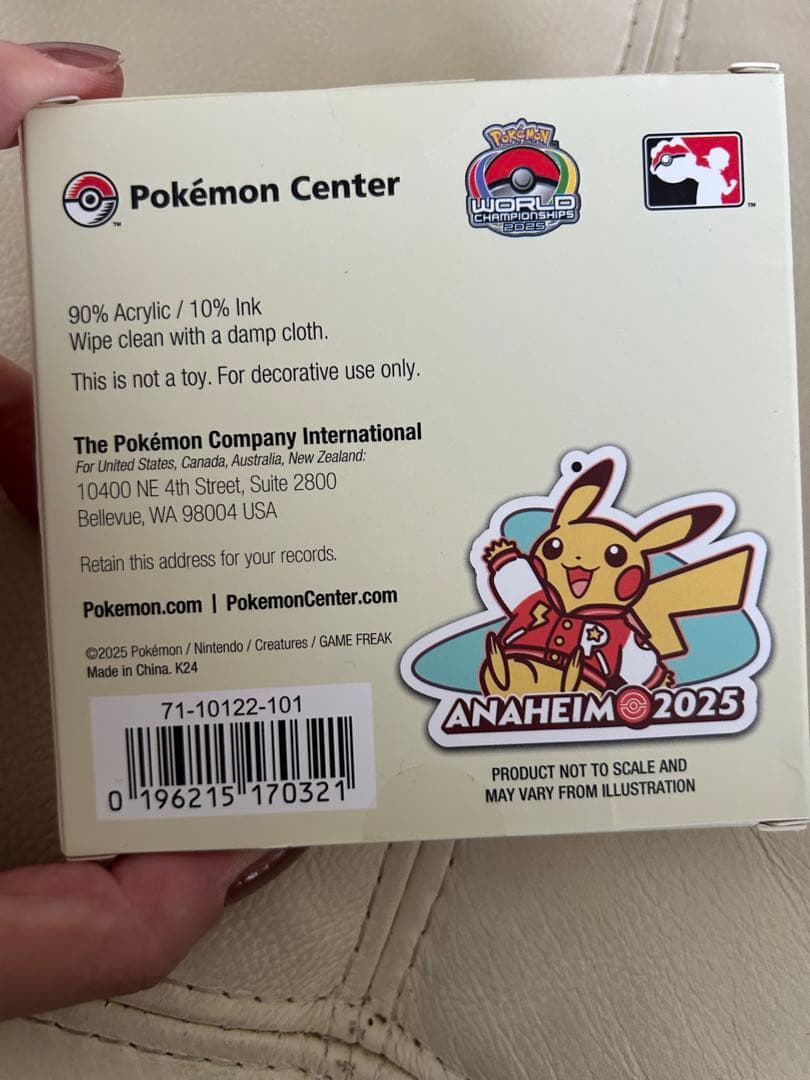 Pokémon Center
™
POKéMON
WORLD
CHAMPIONSHIPS
2025
™
90% Acrylic / 10% Ink
Wipe clean with a damp cloth.
This is not a toy. For decorative use only.
The Pokémon Company International
For United States, Canada, Australia, New Zealand:
10400 NE 4th Street, Suite 2800
Bellevue, WA 98004 USA
Retain this address for your records.
Pokemon.com | PokemonCenter.com
©2025 Pokémon / Nintendo / Creatures / GAME FREAK
Made in China. K24
71-10122-101
0 196215 170321
P
ANAHEIM 2025
PRODUCT NOT TO SCALE AND
MAY VARY FROM ILLUSTRATION